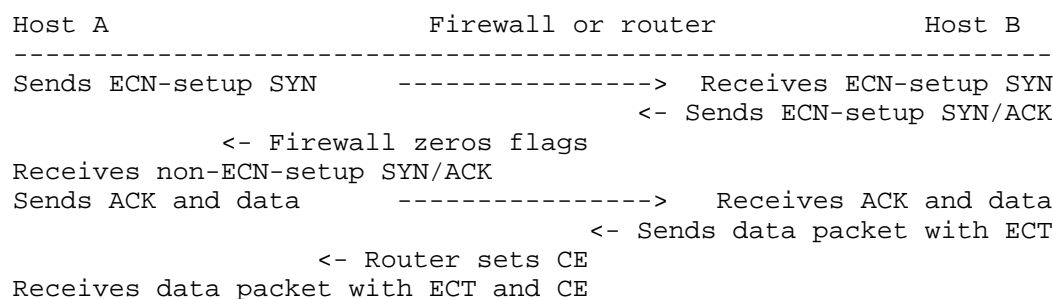 Host A                    Firewall or router             Host B
-----------------------------------------------------------------
Sends ECN-setup SYN     ----------------> Receives ECN-setup SYN
                                       <- Sends ECN-setup SYN/ACK
             <- Firewall zeros flags
Receives non-ECN-setup SYN/ACK
Sends ACK and data      ---------------->  Receives ACK and data
                                    <- Sends data packet with ECT
                   <- Router sets CE
Receives data packet with ECT and CE